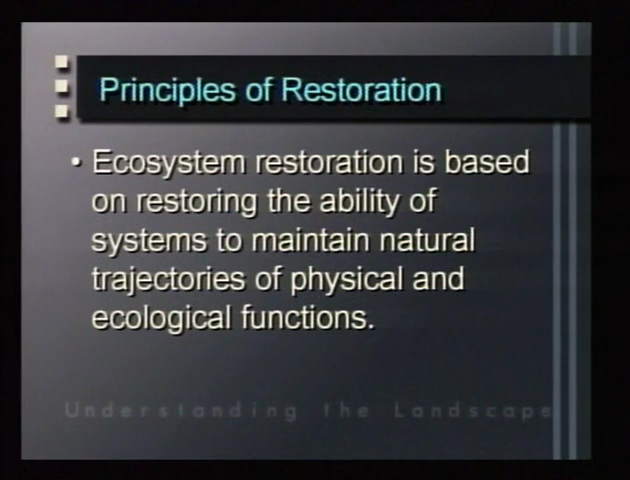 Principles of Restoration
• Ecosystem restoration is based
on restoring the ability of
systems to maintain natural
trajectories of physical and
ecological functions.
Understanding the Landscape